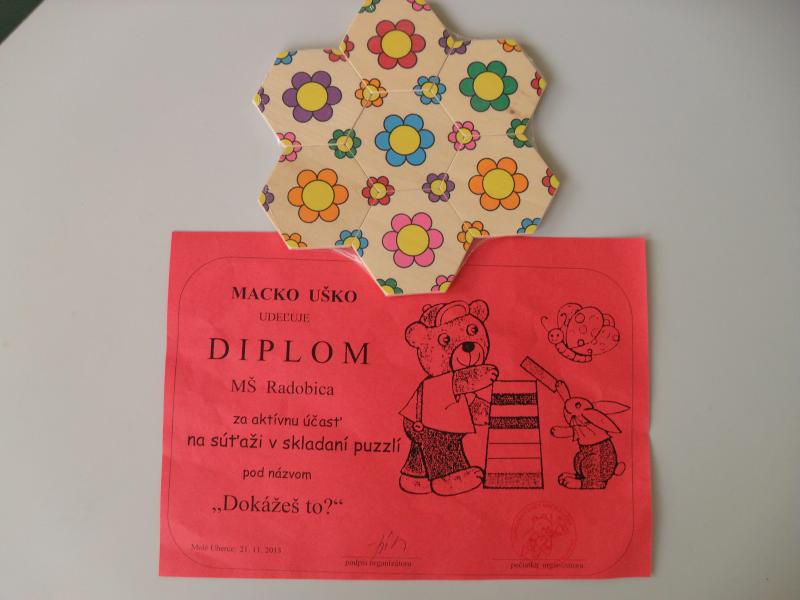 MACKO UŠKO
UDEĽUJE
DIPLOM
MŠ Radobica
za aktívnu účasť
na súťaži v skladaní puzzlí
pod názvom
„Dokážeš to?“
Malé Uherce: 21. 11. 2013
podpis organizátora
pečiatka organizátora